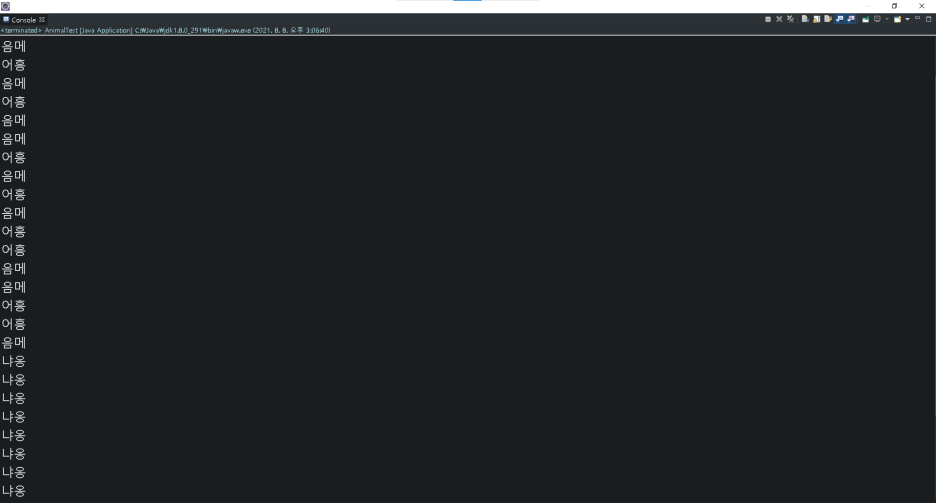 Console
<terminated> AnimalTest [Java Application] C:₩Java₩jdk1.8.0_291₩bin₩javaw.exe (2021. 8. 8. 오후 3:06:40)
음메
어흥
음메
어흥
음메
음메
어흥
음메
어흥
음메
어흥
어흥
음메
음메
어흥
어흥
음메
냐옹
냐옹
냐옹
냐옹
냐옹
냐옹
냐옹
냐옹